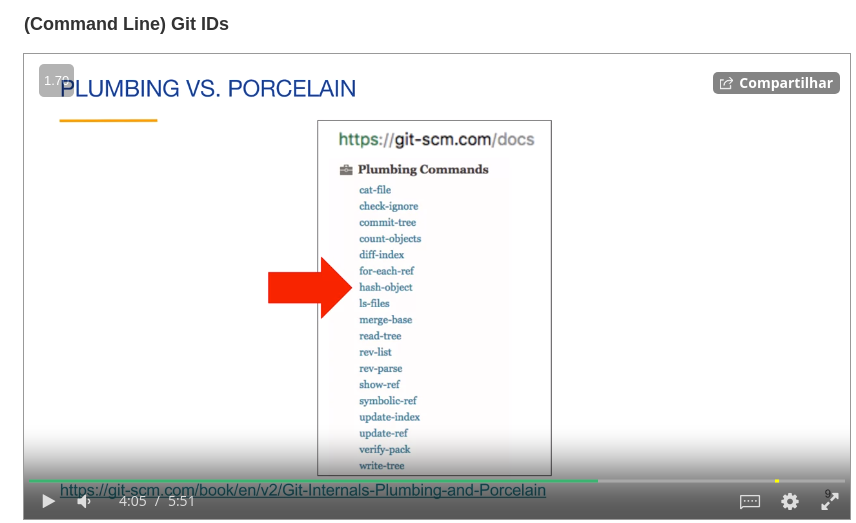 (Command Line) Git IDs
1.70
PLUMBING VS. PORCELAIN
Compartilhar
https://git-scm.com/docs
Plumbing Commands
cat-file
check-ignore
commit-tree
count-objects
diff-index
for-each-ref
hash-object
ls-files
merge-base
read-tree
rev-list
rev-parse
show-ref
symbolic-ref
update-index
update-ref
verify-pack
write-tree
https://git-scm.com/book/en/v2/Git-Internals-Plumbing-and-Porcelain
4:05 / 5:51
9